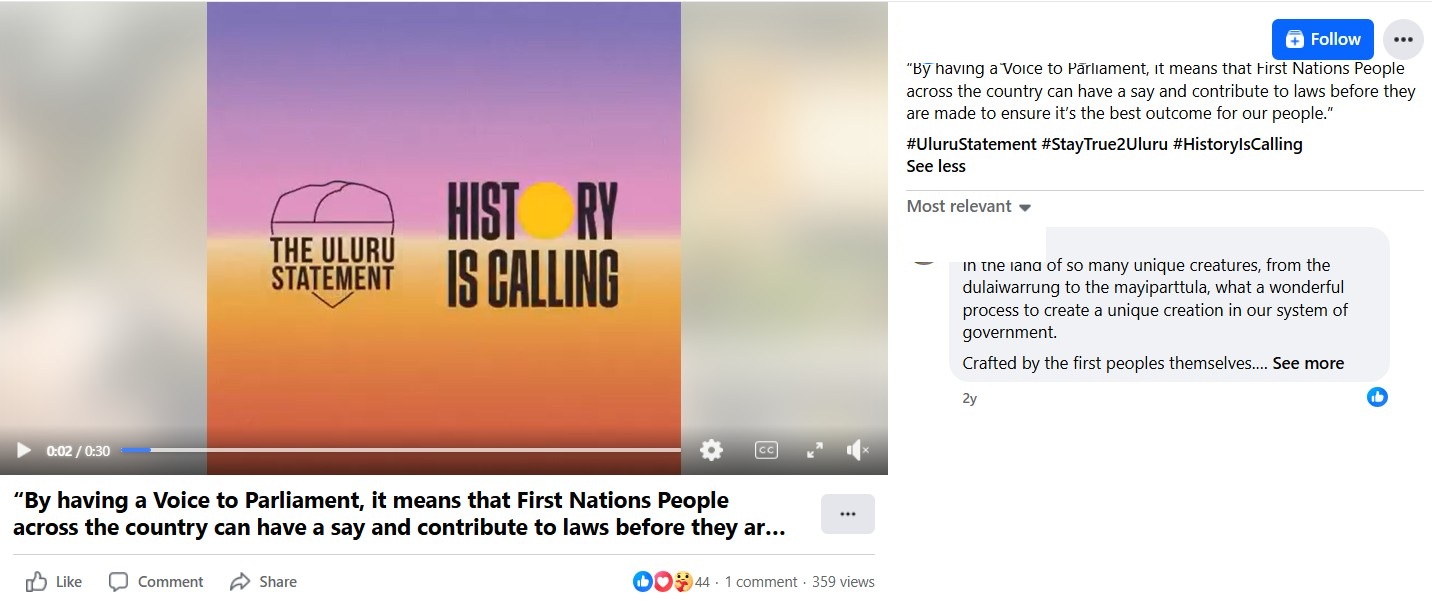 THE ULURU
STATEMENT
HISTORY
IS CALLING
0:02 / 0:30
CC
“By having a Voice to Parliament, it means that First Nations People
across the country can have a say and contribute to laws before they ar...
Like
Comment
Share
44 · 1 comment · 359 views
Follow
“By having a Voice to Parliament, it means that First Nations People
across the country can have a say and contribute to laws before they
are made to ensure it’s the best outcome for our people.”
#UluruStatement #StayTrue2Uluru #HistoryIsCalling
See less
Most relevant
In the land of so many unique creatures, from the
dulaiwarrung to the mayiparttula, what a wonderful
process to create a unique creation in our system of
government.
Crafted by the first peoples themselves.... See more
2y